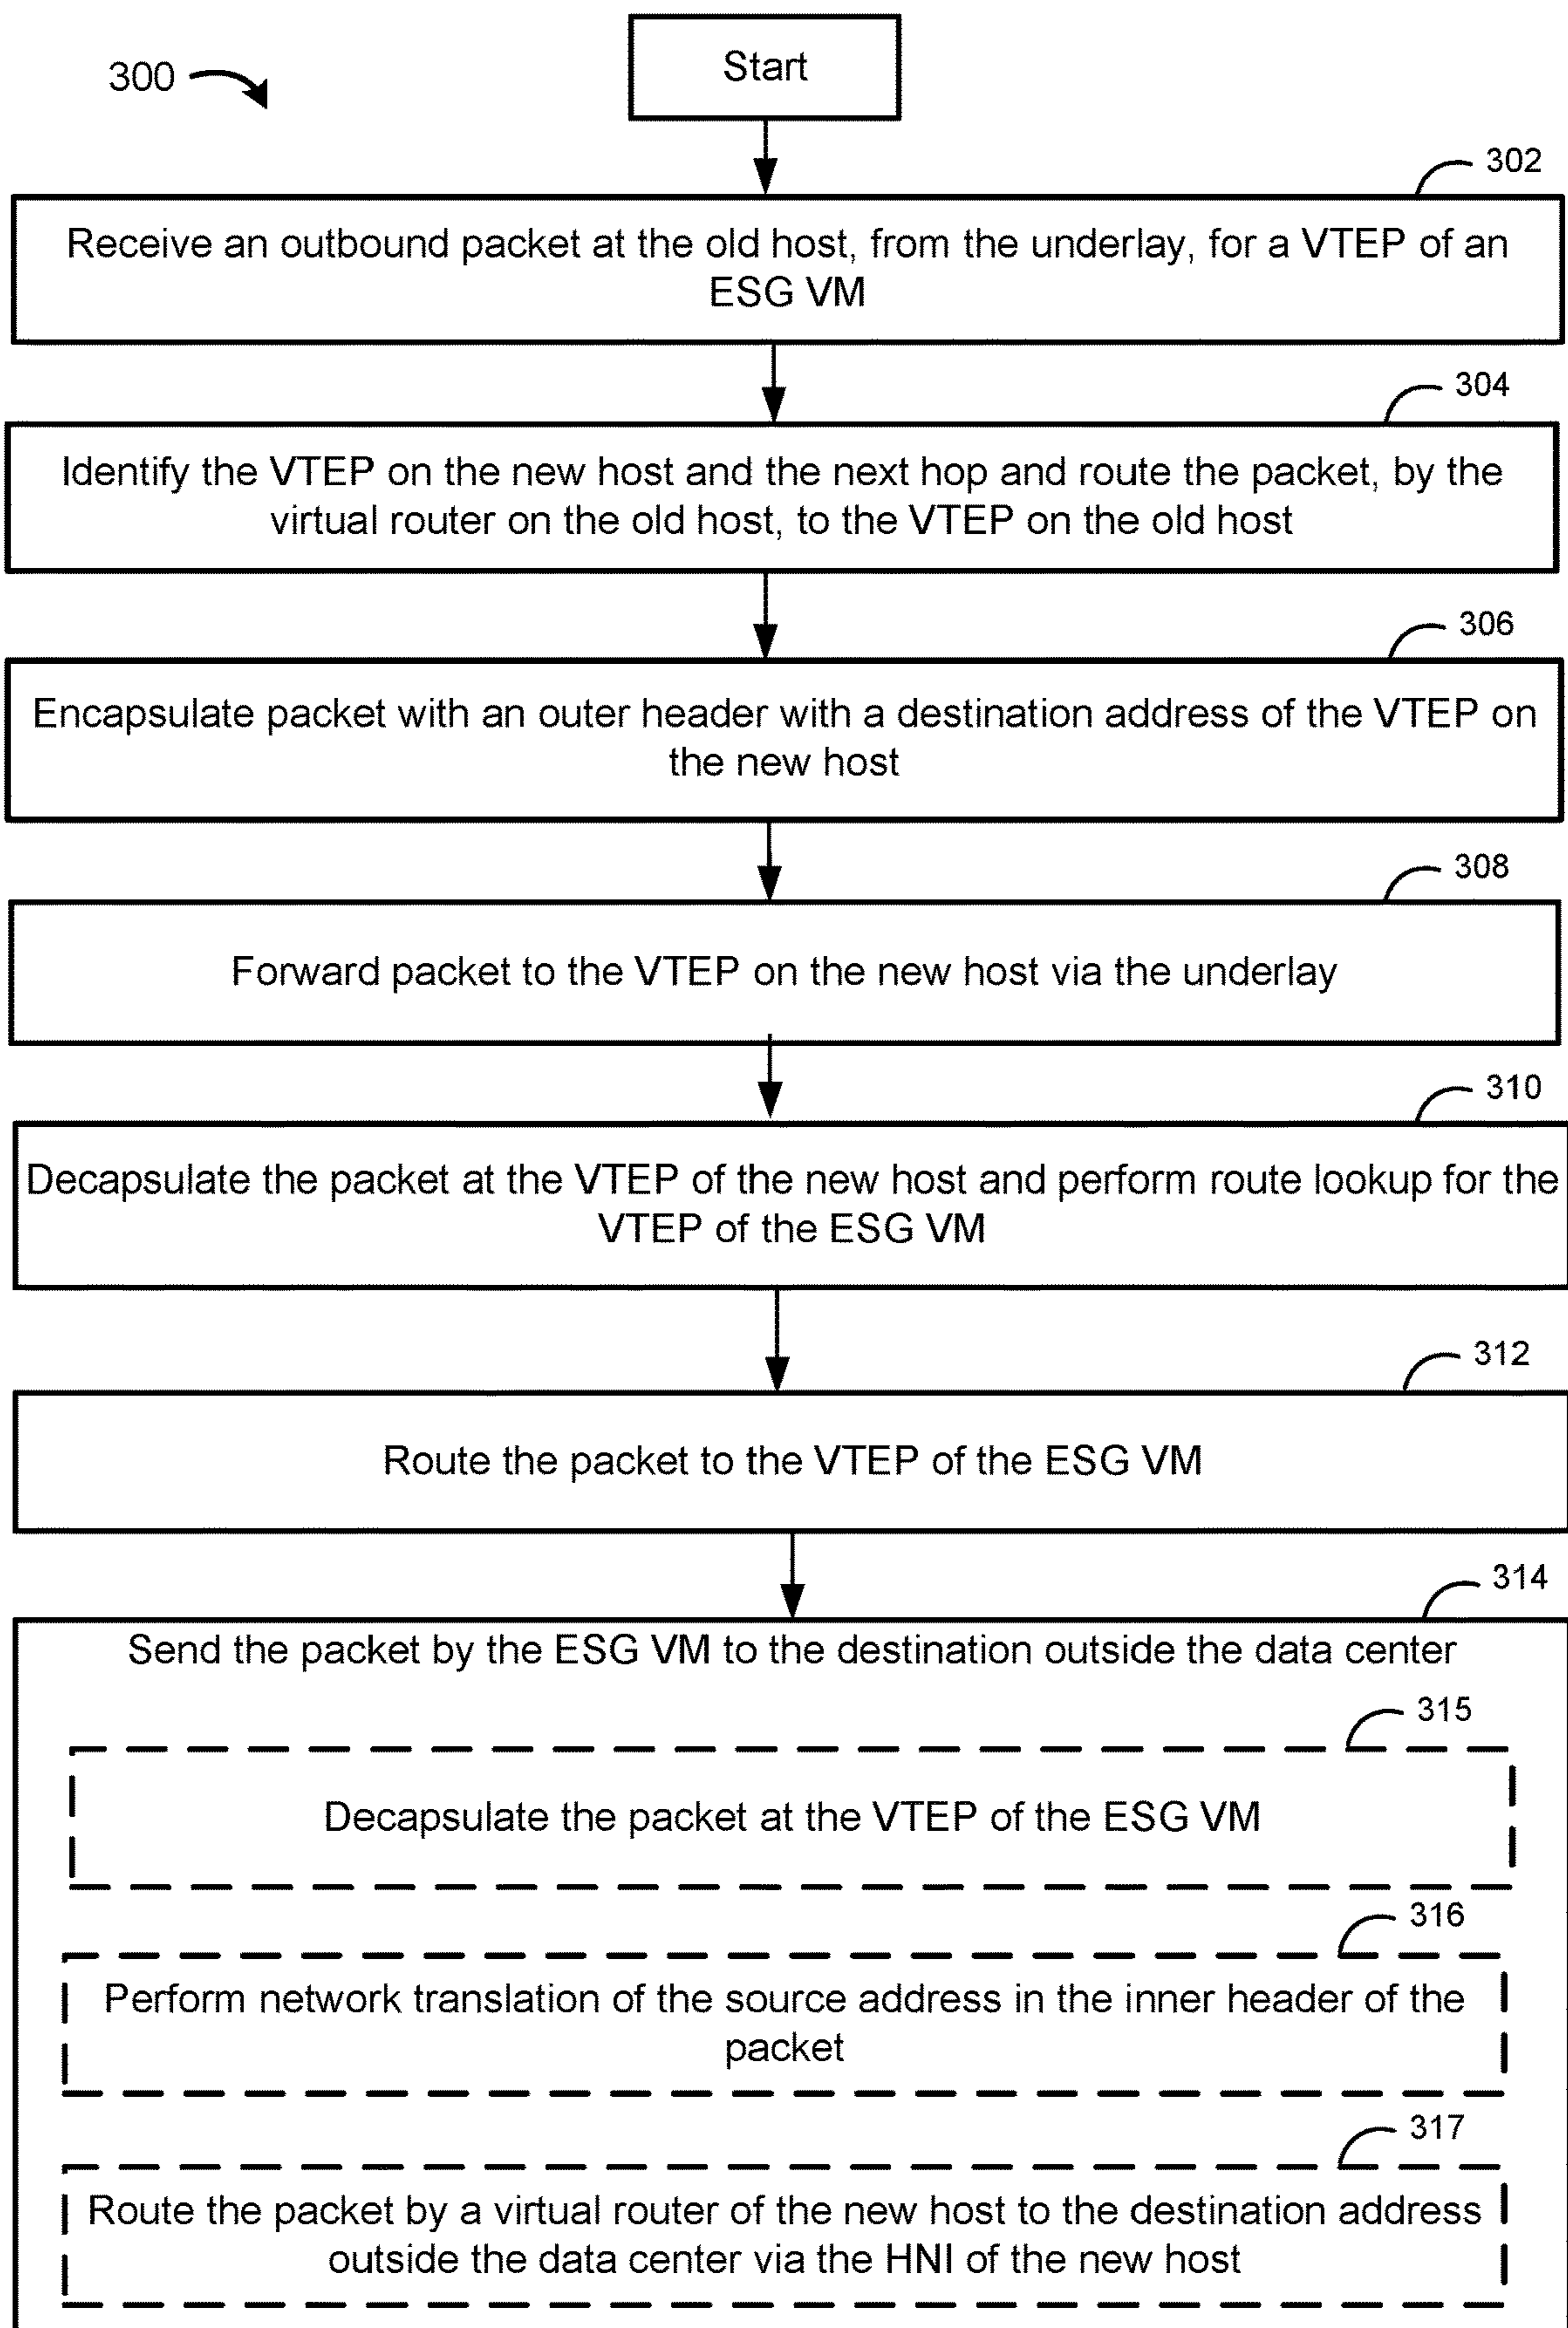 300
Start
302
Receive an outbound packet at the old host, from the underlay, for a VTEP of an
ESG VM
304
Identify the VTEP on the new host and the next hop and route the packet, by the
virtual router on the old host, to the VTEP on the old host
306
Encapsulate packet with an outer header with a destination address of the VTEP on
the new host
308
Forward packet to the VTEP on the new host via the underlay
310
Decapsulate the packet at the VTEP of the new host and perform route lookup for the
VTEP of the ESG VM
312
Route the packet to the VTEP of the ESG VM
314
Send the packet by the ESG VM to the destination outside the data center
315
Decapsulate the packet at the VTEP of the ESG VM
316
Perform network translation of the source address in the inner header of the
packet
317
Route the packet by a virtual router of the new host to the destination address
outside the data center via the HNI of the new host